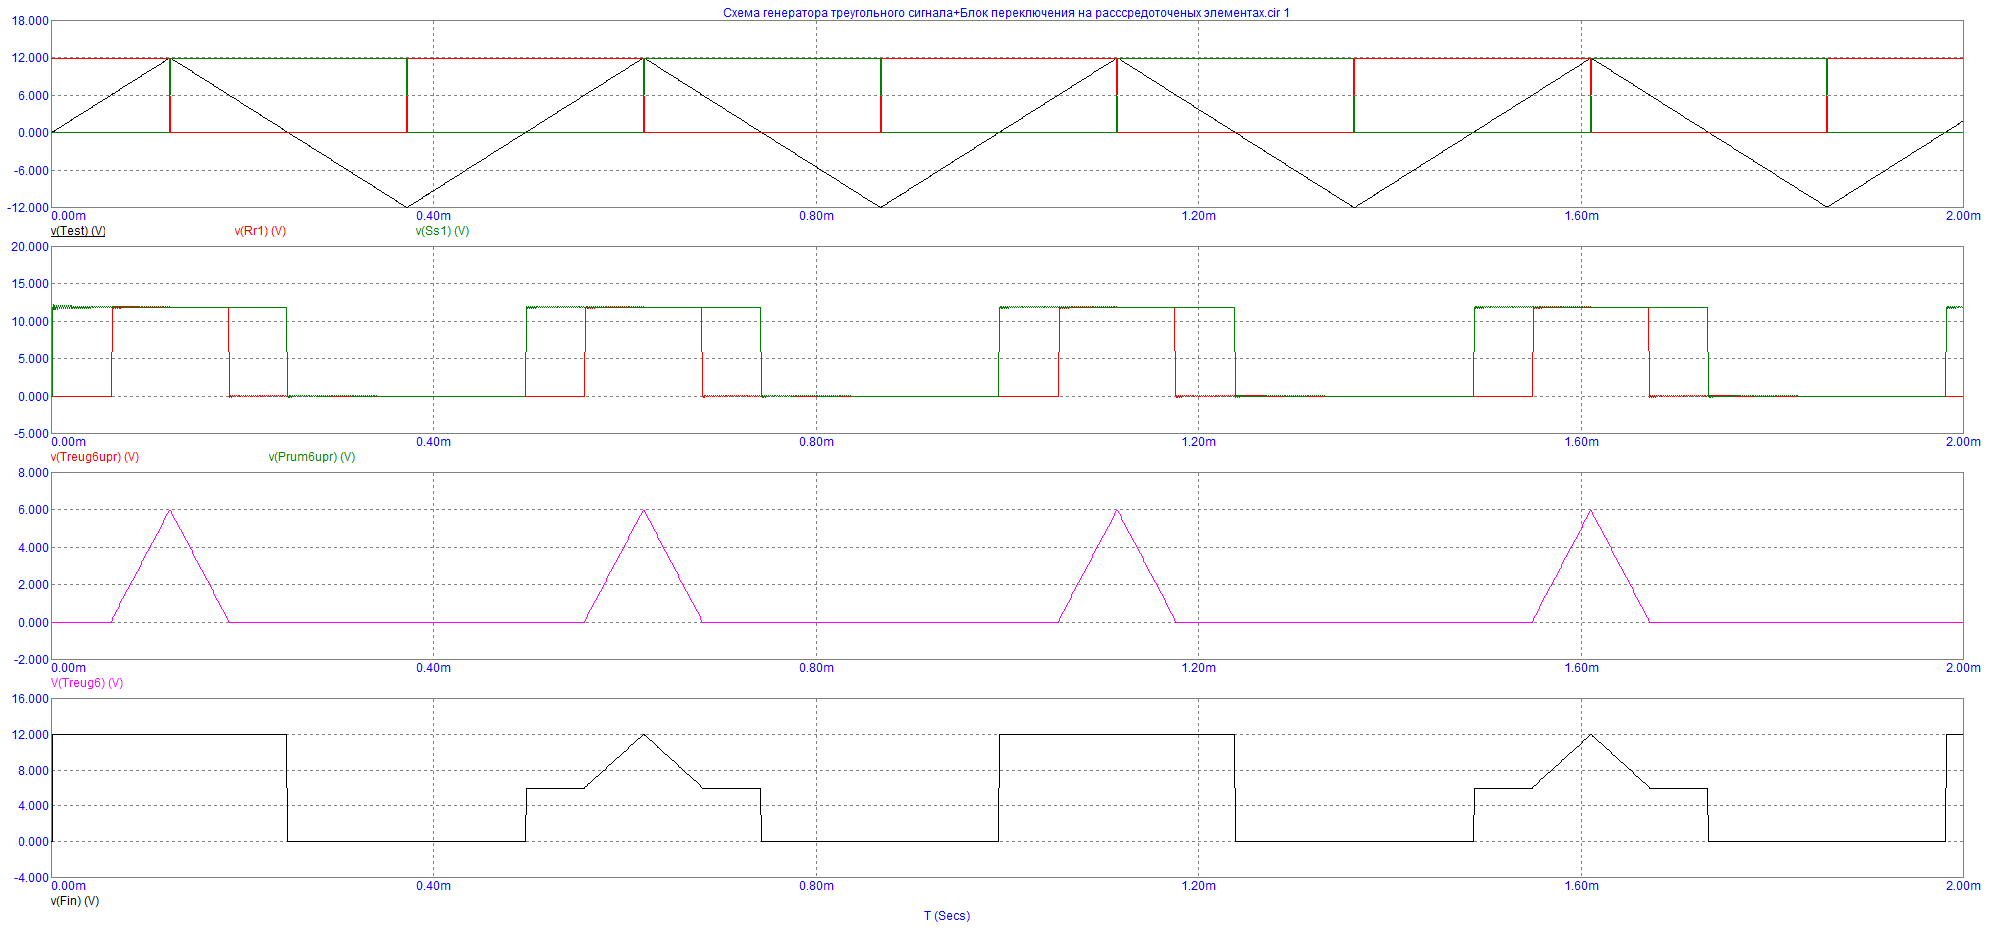 Схема генератора треугольного сигнала+Блок переключения на расссредоточеных элементах.cir 1
18.000
12.000
6.000
0.000
-6.000
-12.000
0.00m 0.40m 0.80m 1.20m 1.60m 2.00m
v(Test) (V) v(Rr1) (V) v(Ss1) (V)
20.000
15.000
10.000
5.000
0.000
-5.000
0.00m 0.40m 0.80m 1.20m 1.60m 2.00m
v(Treug6upr) (V) v(Prum6upr) (V)
8.000
6.000
4.000
2.000
0.000
-2.000
0.00m 0.40m 0.80m 1.20m 1.60m 2.00m
V(Treug6) (V)
16.000
12.000
8.000
4.000
0.000
-4.000
0.00m 0.40m 0.80m 1.20m 1.60m 2.00m
v(Fin) (V)
T (Secs)